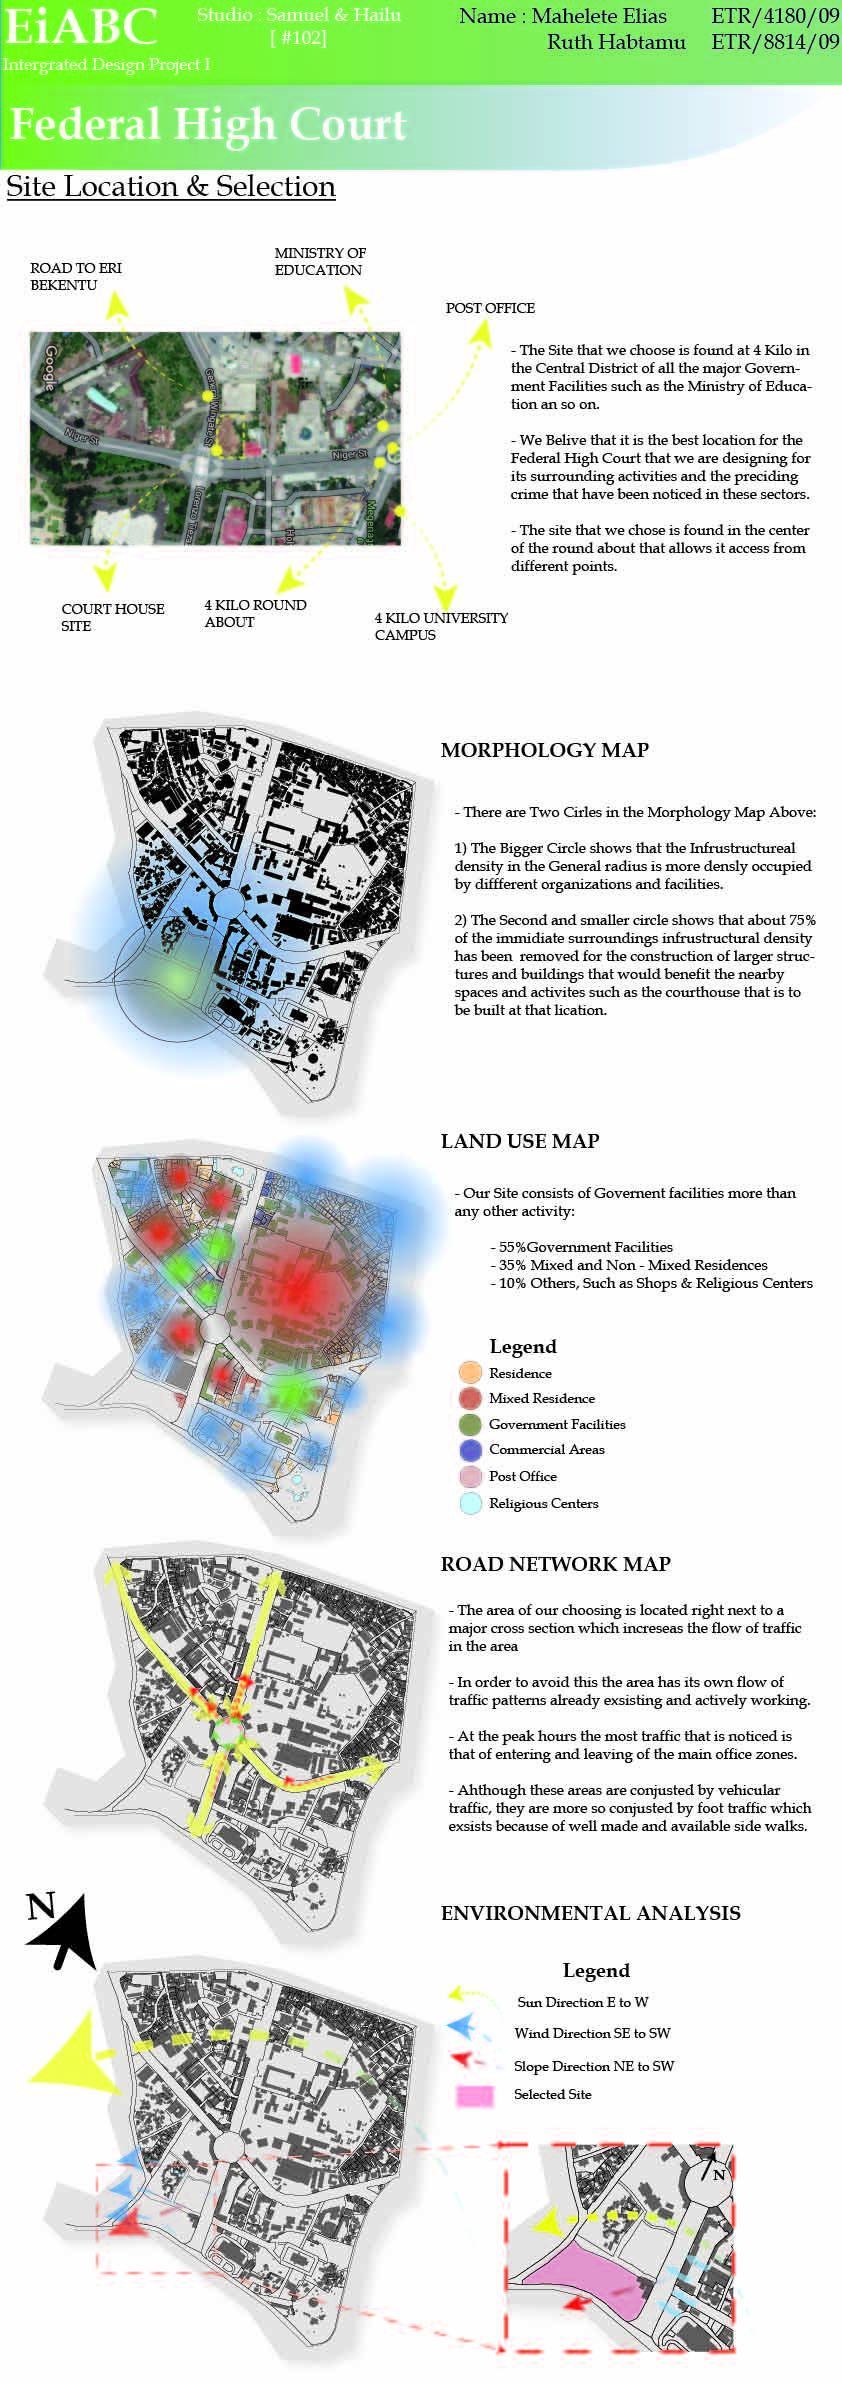 EiABC
Studio : Samuel & Hailu
[ #102]
Name : Mahelete Elias ETR/4180/09
Ruth Habtamu ETR/8814/09
Intergrated Design Project I
Federal High Court
Site Location & Selection
ROAD TO ERI
BEKENTU
MINISTRY OF
EDUCATION
POST OFFICE
Google
Niger St
Niger St
COURT HOUSE
SITE
4 KILO ROUND
ABOUT
4 KILO UNIVERSITY
CAMPUS
- The Site that we choose is found at 4 Kilo in
the Central District of all the major Govern-
ment Facilities such as the Ministry of Educa-
tion an so on.
- We Belive that it is the best location for the
Federal High Court that we are designing for
its surrounding activities and the preciding
crime that have been noticed in these sectors.
- The site that we chose is found in the center
of the round about that allows it access from
different points.
MORPHOLOGY MAP
- There are Two Cirles in the Morphology Map Above:
1) The Bigger Circle shows that the Infrustructureal
density in the General radius is more densly occupied
by diffferent organizations and facilities.
2) The Second and smaller circle shows that about 75%
of the immidiate surroundings infrustructural density
has been removed for the construction of larger struc-
tures and buildings that would benefit the nearby
spaces and activites such as the courthouse that is to
be built at that lication.
LAND USE MAP
- Our Site consists of Governent facilities more than
any other activity:
- 55%Government Facilities
- 35% Mixed and Non - Mixed Residences
- 10% Others, Such as Shops & Religious Centers
Legend
Residence
Mixed Residence
Government Facilities
Commercial Areas
Post Office
Religious Centers
ROAD NETWORK MAP
- The area of our choosing is located right next to a
major cross section which increseas the flow of traffic
in the area
- In order to avoid this the area has its own flow of
traffic patterns already exsisting and actively working.
- At the peak hours the most traffic that is noticed is
that of entering and leaving of the main office zones.
- Ahthough these areas are conjusted by vehicular
traffic, they are more so conjusted by foot traffic which
exsists because of well made and available side walks.
N
ENVIRONMENTAL ANALYSIS
Legend
Sun Direction E to W
Wind Direction SE to SW
Slope Direction NE to SW
Selected Site
N